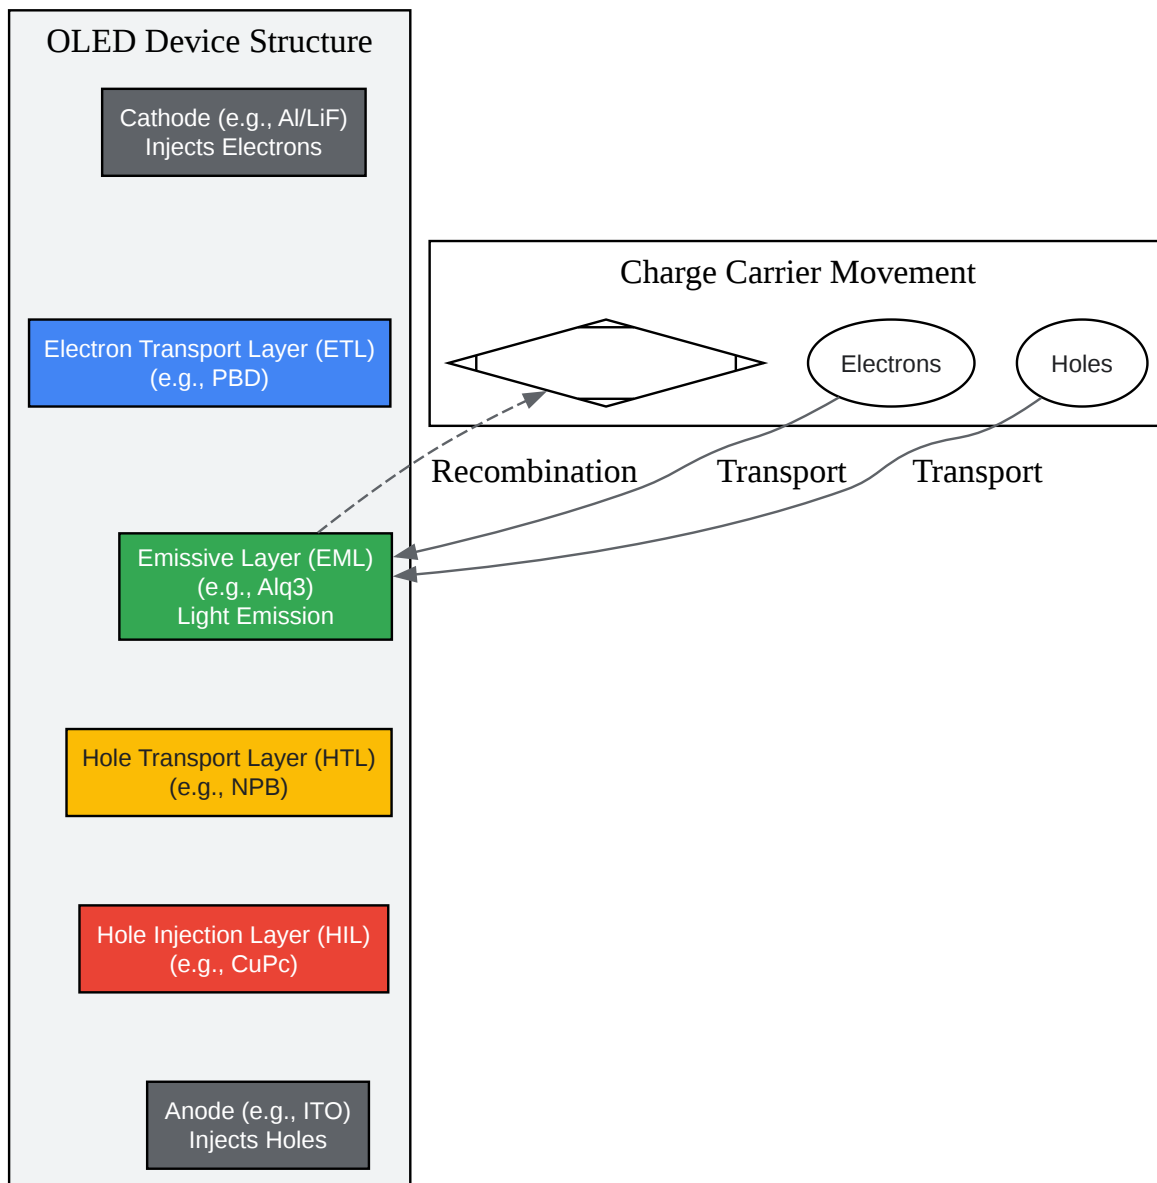 OLED Device Structure
Cathode (e.g., Al/LiF)
Injects Electrons
Electron Transport Layer (ETL)
(e.g., PBD)
Emissive Layer (EML)
(e.g., Alq3)
Light Emission
Hole Transport Layer (HTL)
(e.g., NPB)
Hole Injection Layer (HIL)
(e.g., CuPc)
Anode (e.g., ITO)
Injects Holes
Charge Carrier Movement
Electrons
Holes
Recombination
Transport
Transport